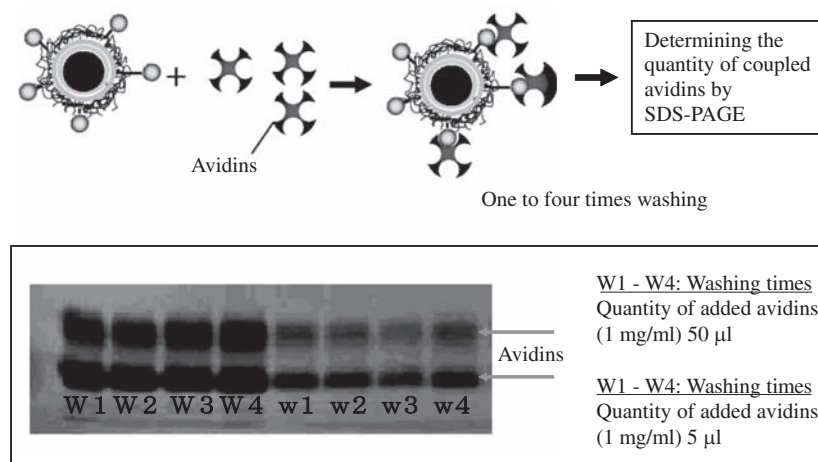 +
Avidins
Determining the
quantity of coupled
avidins by
SDS-PAGE
One to four times washing
W1 W2 W3 W4 w1 w2 w3 w4
Avidins
W1 - W4: Washing times
Quantity of added avidins
(1 mg/ml) 50 µl
W1 - W4: Washing times
Quantity of added avidins
(1 mg/ml) 5 µl